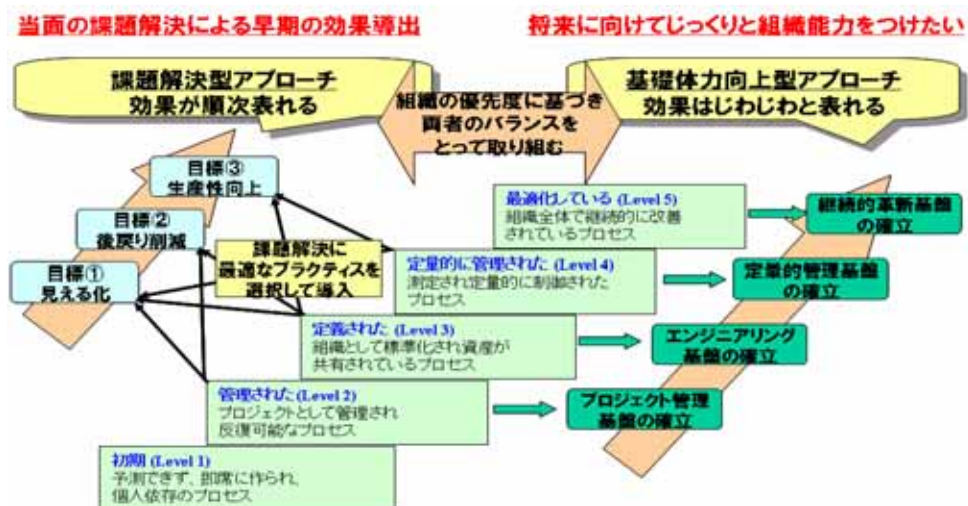 当面の課題解決による早期の効果導出
将来に向けてじっくりと組織能力をつけたい
課題解決型アプローチ
効果が順次表れる
組織の優先度に基づき
両者のバランスを
とって取り組む
基礎体力向上型アプローチ
効果はじわじわと表れる
目標③
生産性向上
目標②
後戻り削減
目標①
見える化
課題解決に
最適なプラクティスを
選択して導入
最適化している (Level 5)
組織全体で継続的に改善
されているプロセス
定量的に管理された (Level 4)
測定され定量的に制御された
プロセス
定義された (Level 3)
組織として標準化され資産が
共有されているプロセス
管理された (Level 2)
プロジェクトとして管理され
反復可能なプロセス
初期 (Level 1)
予測できず、即席に作られ、
個人依存のプロセス
継続的革新基盤
の確立
定量的管理基盤
の確立
エンジニアリング
基盤の確立
プロジェクト管理
基盤の確立